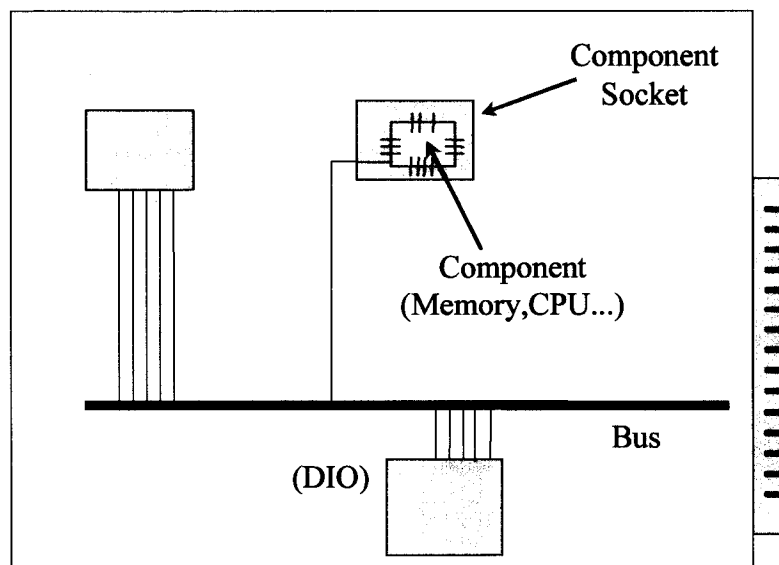 Component
Socket
Component
(Memory,CPU...)
Bus
(DIO)